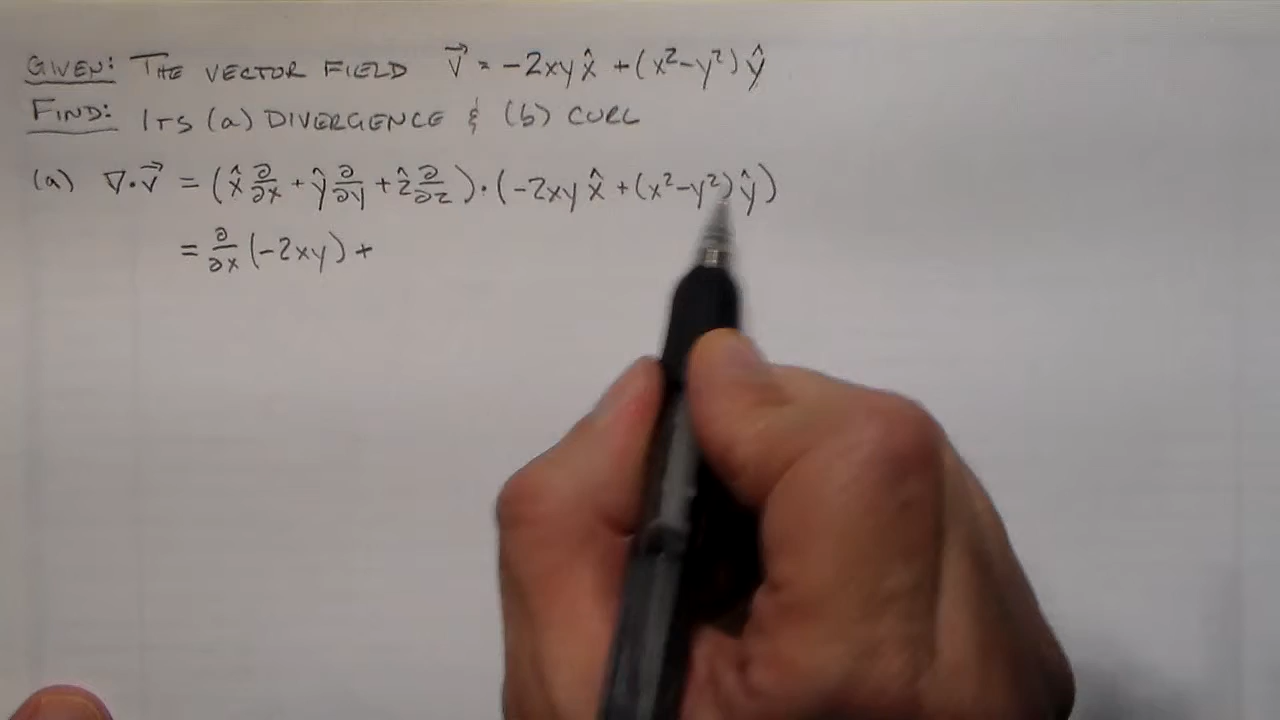 GIVEN: THE VECTOR FIELD v⃗ = -2xy x̂ + (x²-y²) ŷ
FIND: ITS (a) DIVERGENCE & (b) CURL
(a) ∇·v⃗ = (x̂ ∂/∂x + ŷ ∂/∂y + ẑ ∂/∂z)·(-2xy x̂ + (x²-y²) ŷ)
= ∂/∂x (-2xy) +